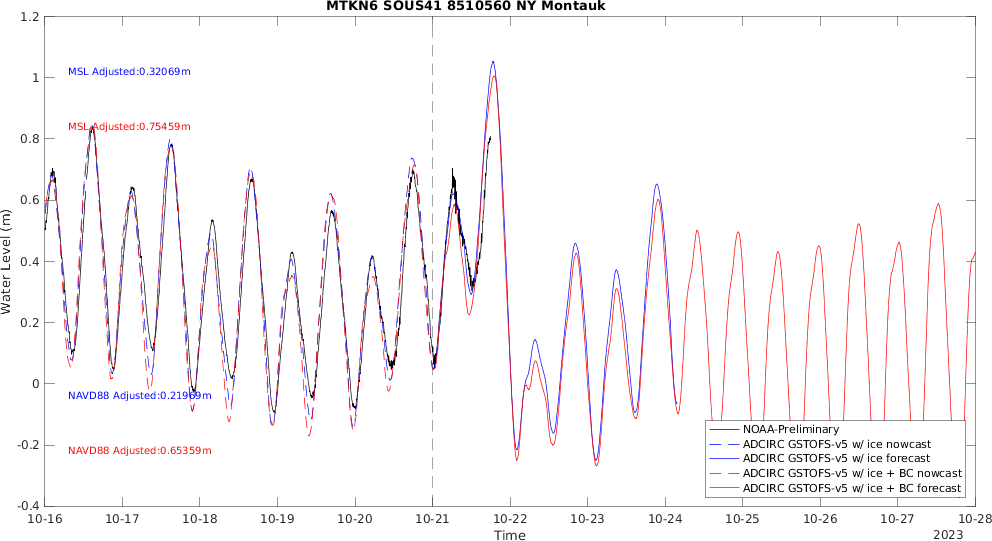 MTKN6 SOUS41 8510560 NY Montauk
1.2
1
0.8
0.6
0.4
0.2
0
-0.2
-0.4
Water Level (m)
MSL Adjusted:0.32069m
MSL Adjusted:0.75459m
NAVD88 Adjusted:0.21969m
NAVD88 Adjusted:0.65359m
NOAA-Preliminary
ADCIRC GSTOFS-v5 w/ ice nowcast
ADCIRC GSTOFS-v5 w/ ice forecast
ADCIRC GSTOFS-v5 w/ ice + BC nowcast
ADCIRC GSTOFS-v5 w/ ice + BC forecast
10-16 10-17 10-18 10-19 10-20 10-21 10-22 10-23 10-24 10-25 10-26 10-27 10-28
Time
2023